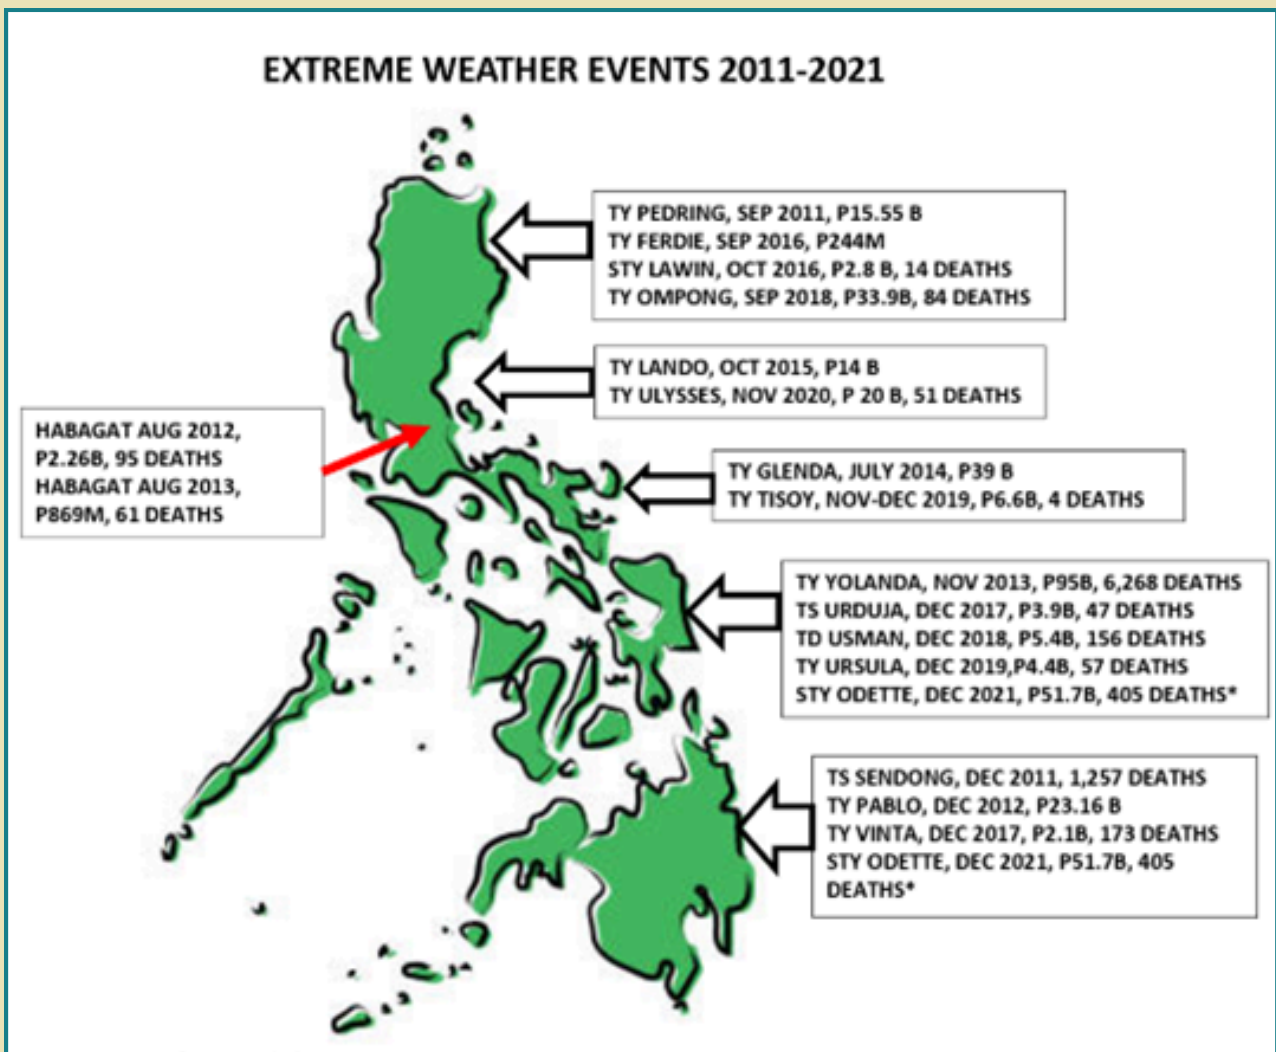 EXTREME WEATHER EVENTS 2011-2021
TY PEDRING, SEP 2011, P15.55 B
TY FERDIE, SEP 2016, P244M
STY LAWIN, OCT 2016, P2.8 B, 14 DEATHS
TY OMPONG, SEP 2018, P33.9B, 84 DEATHS
TY LANDO, OCT 2015, P14 B
TY ULYSSES, NOV 2020, P 20 B, 51 DEATHS
HABAGAT AUG 2012,
P2.26B, 95 DEATHS
HABAGAT AUG 2013,
P869M, 61 DEATHS
TY GLENDA, JULY 2014, P39 B
TY TISOY, NOV-DEC 2019, P6.6B, 4 DEATHS
TY YOLANDA, NOV 2013, P95B, 6,268 DEATHS
TS URDUJA, DEC 2017, P3.9B, 47 DEATHS
TD USMAN, DEC 2018, P5.4B, 156 DEATHS
TY URSULA, DEC 2019,P4.4B, 57 DEATHS
STY ODETTE, DEC 2021, P51.7B, 405 DEATHS*
TS SENDONG, DEC 2011, 1,257 DEATHS
TY PABLO, DEC 2012, P23.16 B
TY VINTA, DEC 2017, P2.1B, 173 DEATHS
STY ODETTE, DEC 2021, P51.7B, 405
DEATHS*